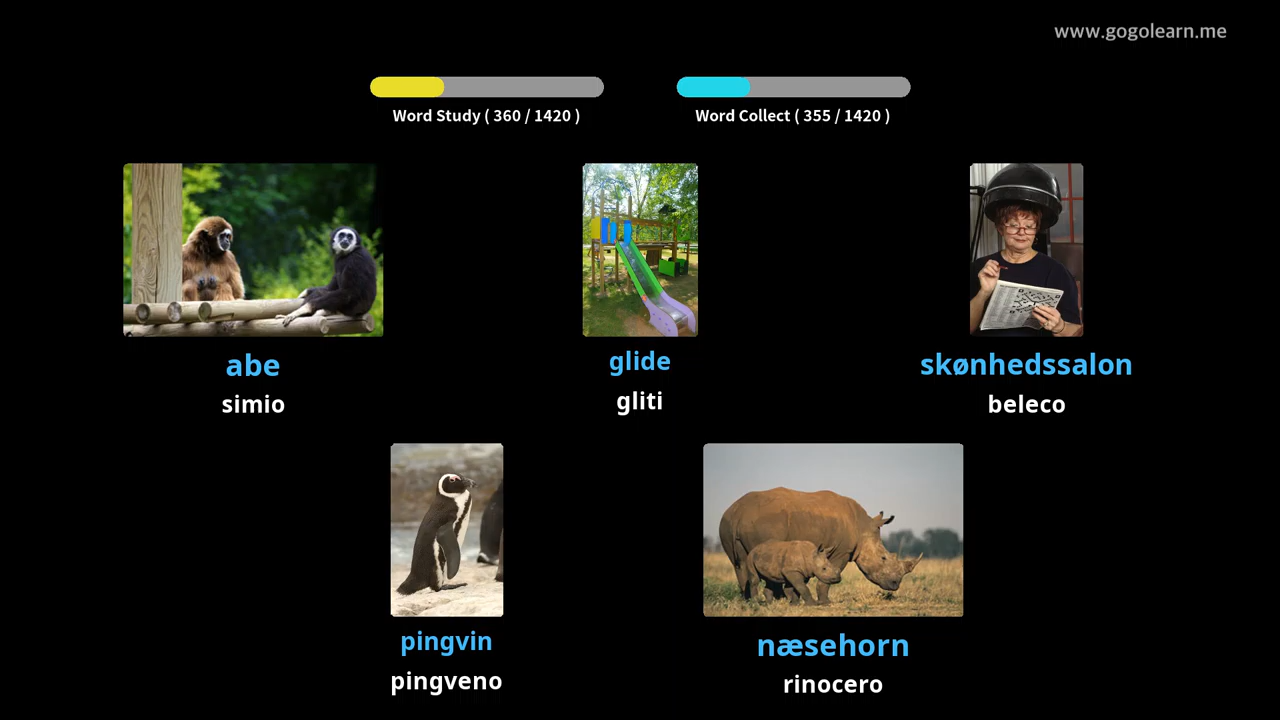 www.gogolearn.me
Word Study ( 360 / 1420 )
Word Collect ( 355 / 1420 )
abe
simio
glide
gliti
skønhedssalon
beleco
pingvin
pingveno
næsehorn
rinocero